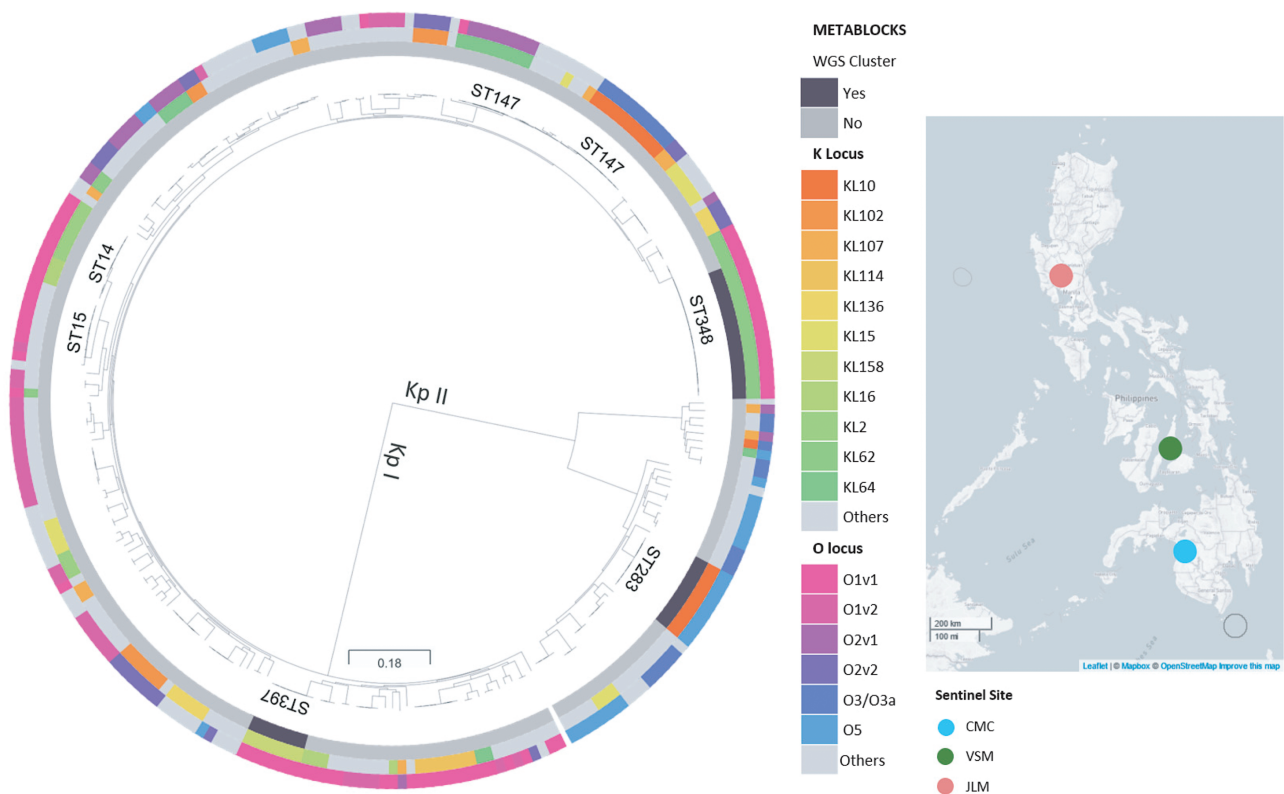 ST147
ST147
ST348
ST14
ST15
Kp II
Kp I
ST283
0.18
ST397
METABLOCKS
WGS Cluster
Yes
No
K Locus
KL10
KL102
KL107
KL114
KL136
KL15
KL158
KL16
KL2
KL62
KL64
Others
O locus
O1v1
O1v2
O2v1
O2v2
O3/O3a
O5
Others
Philippines
Sulu Sea
200 km
100 mi
Leaflet | © Mapbox © OpenStreetMap Improve this map
Sentinel Site
CMC
VSM
JLM